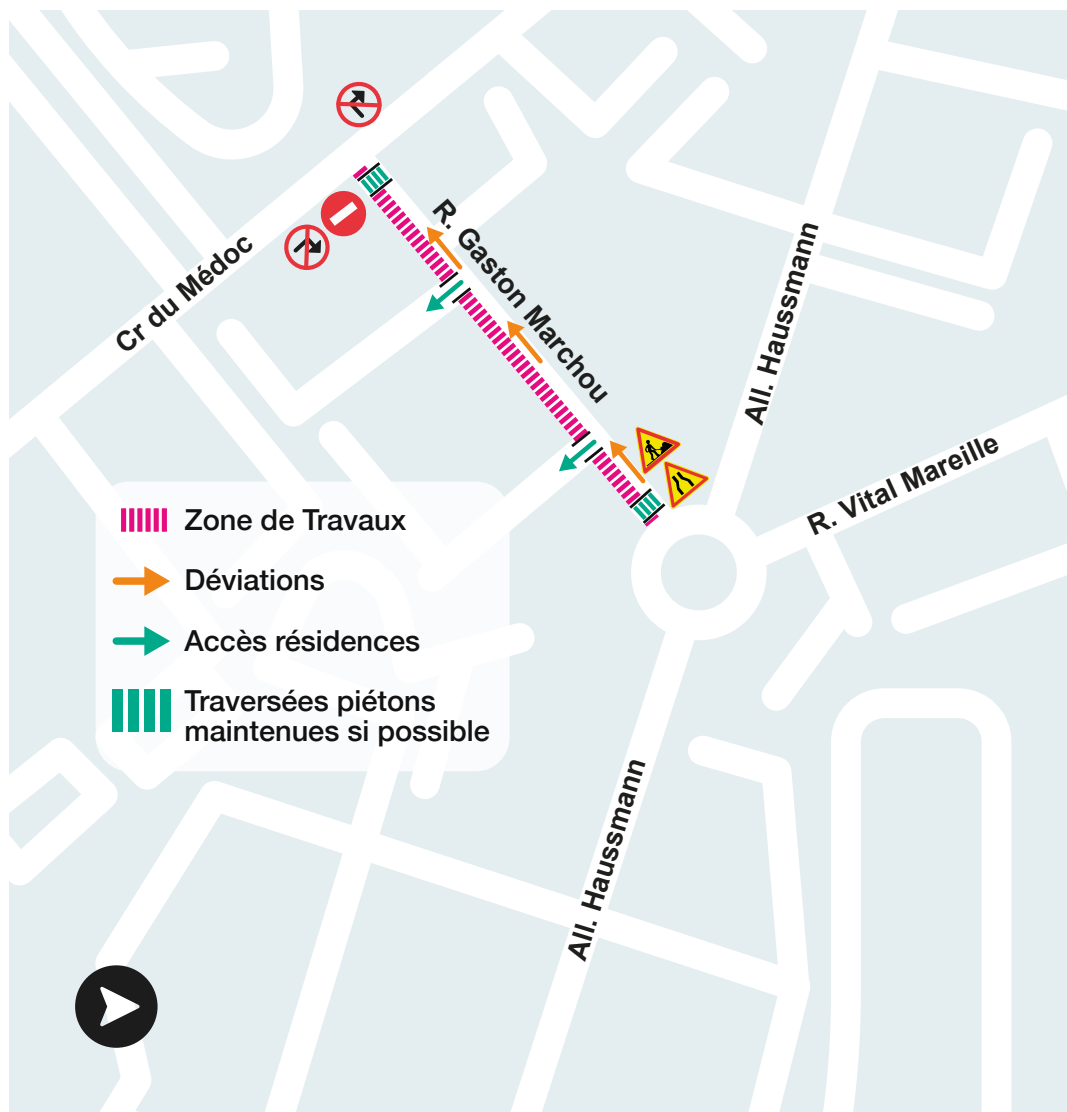 R. Gaston Marchou
Cr du Médoc
All. Haussmann
R. Vital Mareille
Zone de Travaux
Déviations
Accès résidences
Traversées piétons
maintenues si possible
All. Haussmann